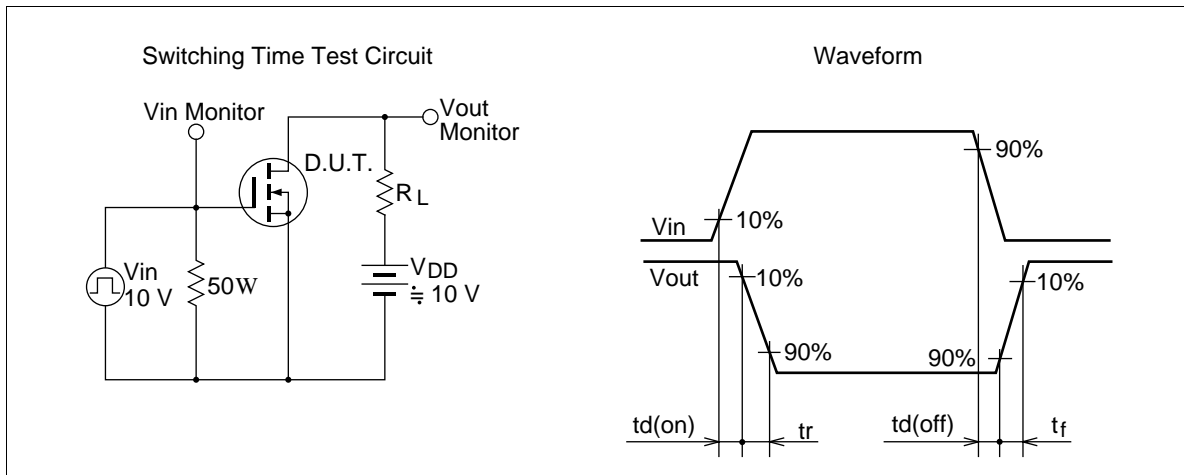 Switching Time Test Circuit
Vin Monitor
Vout
Monitor
D.U.T.
RL
Vin
10 V
50W
VDD
≒ 10 V
Waveform
90%
10%
Vin
Vout
10%
10%
90%
90%
td(on)
tr
td(off)
tf